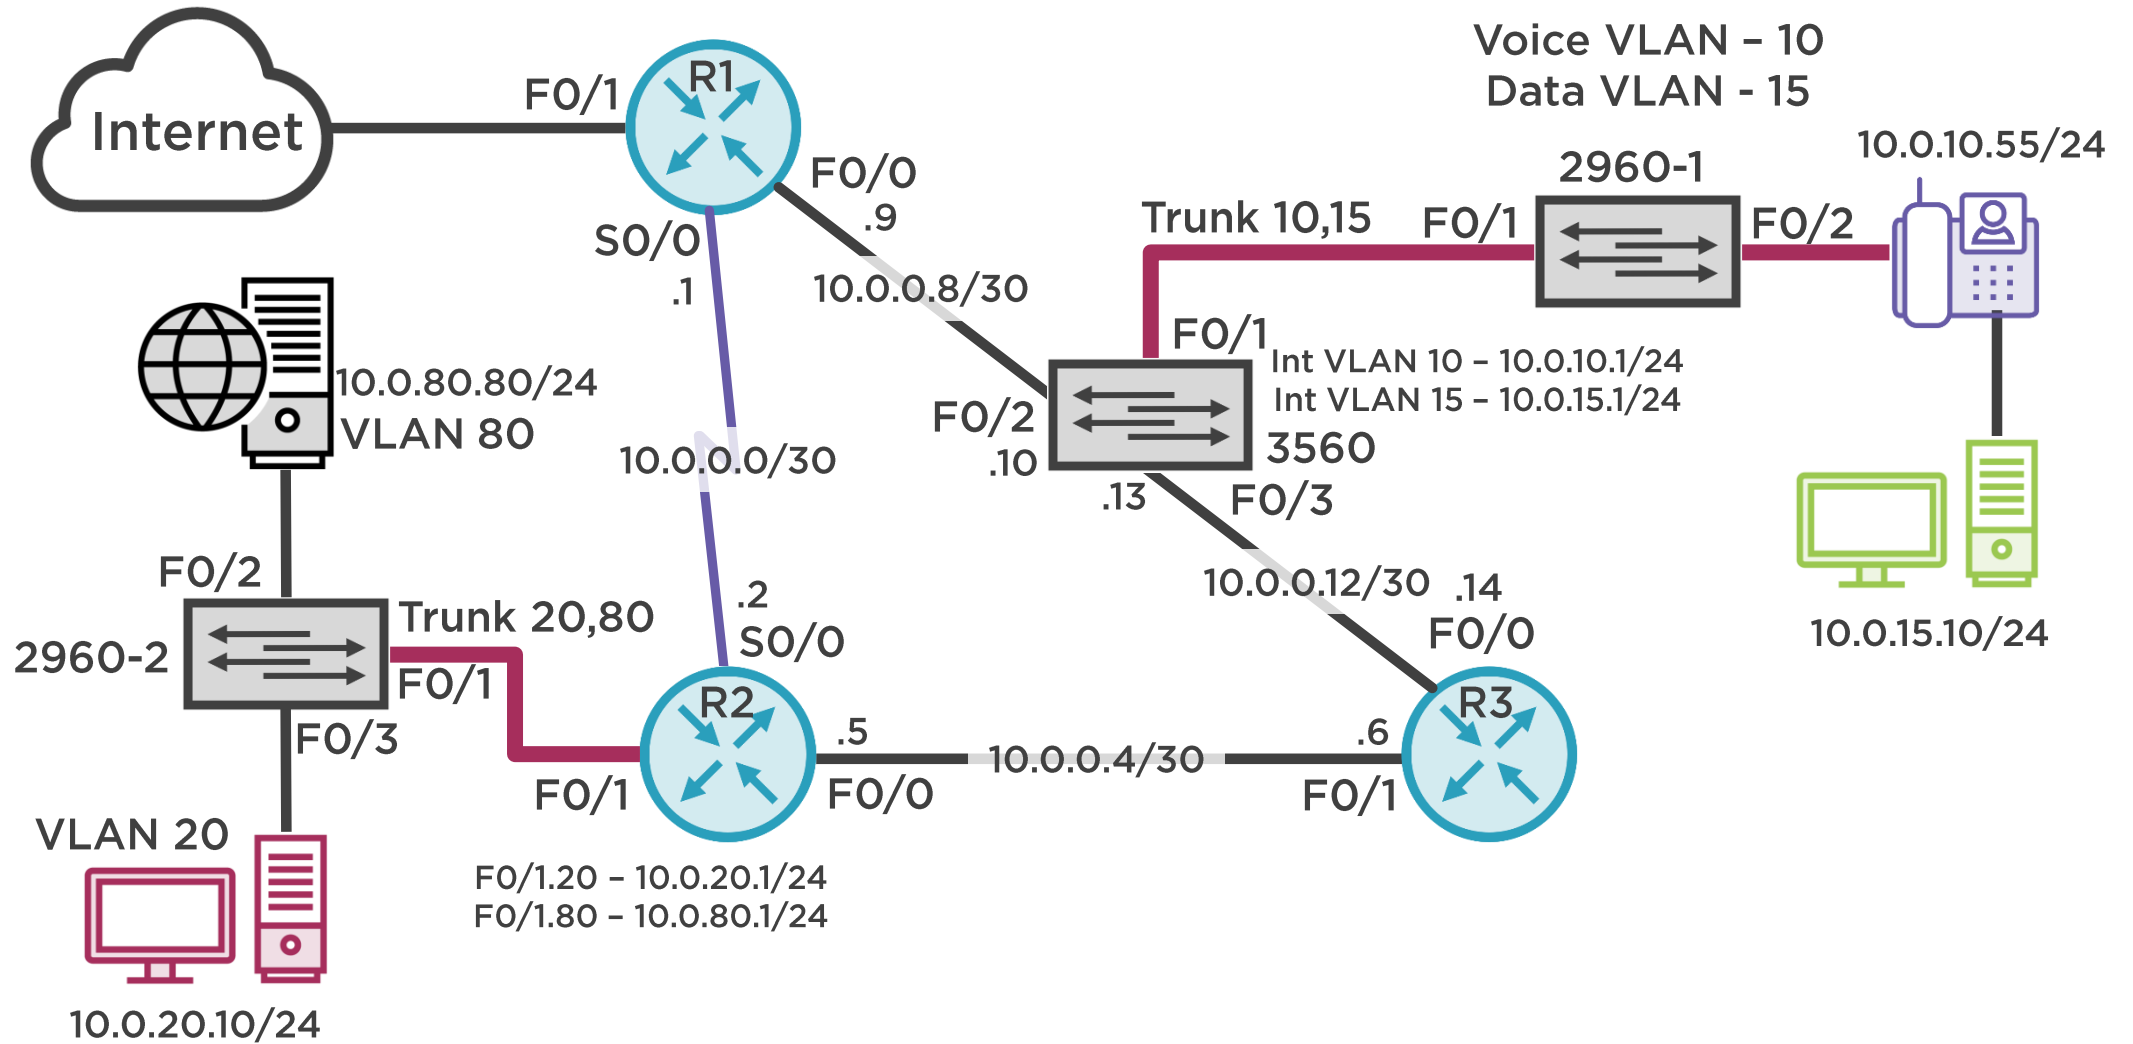 Voice VLAN – 10
Data VLAN - 15
Internet
F0/1
R1
F0/0
.9
S0/0
.1
10.0.0.8/30
Trunk 10,15
F0/1
2960-1
F0/2
10.0.10.55/24
F0/1
Int VLAN 10 – 10.0.10.1/24
Int VLAN 15 – 10.0.15.1/24
F0/2
.10
3560
.13
F0/3
10.0.80.80/24
VLAN 80
10.0.0.0/30
10.0.0.12/30
.14
F0/0
10.0.15.10/24
F0/2
Trunk 20,80
2960-2
F0/1
F0/3
.2
S0/0
R2
R3
.5
F0/0
10.0.0.4/30
.6
F0/1
F0/1
F0/1.20 – 10.0.20.1/24
F0/1.80 – 10.0.80.1/24
VLAN 20
10.0.20.10/24